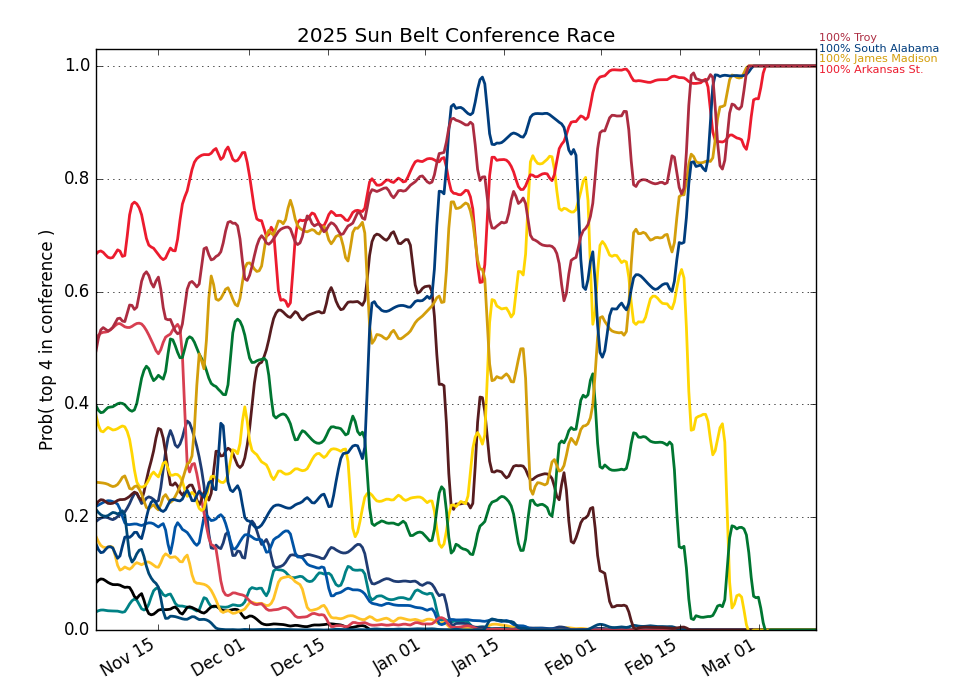 2025 Sun Belt Conference Race
100% Troy
100% South Alabama
100% James Madison
100% Arkansas St.
Prob( top 4 in conference )
1.0
0.8
0.6
0.4
0.2
0.0
Nov 15
Dec 01
Dec 15
Jan 01
Jan 15
Feb 01
Feb 15
Mar 01